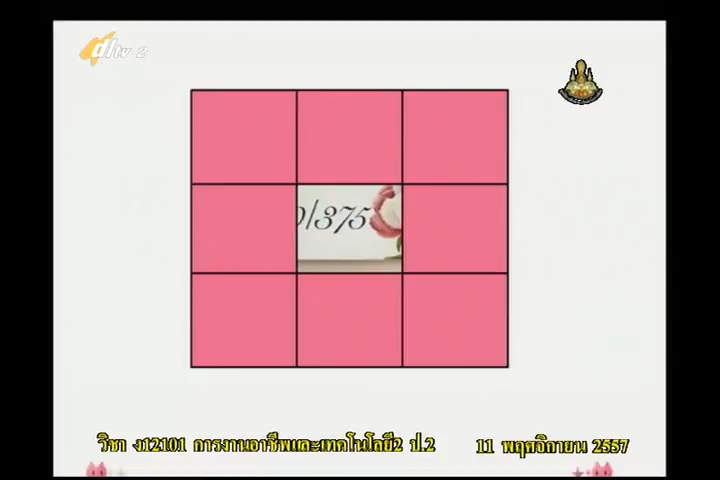 dltv 2
/375
วิชา ง12101 การงานอาชีพและเทคโนโลยี2 ป.2
11 พฤศจิกายน 2557